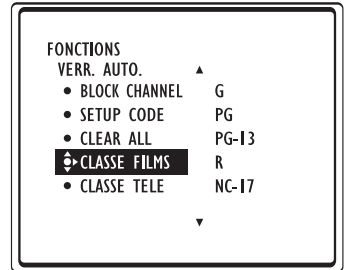 FONCTIONS
VERR. AUTO.
• BLOCK CHANNEL G
• SETUP CODE PG
• CLEAR ALL PG-13
CLASSE FILMS R
• CLASSE TELE NC-17